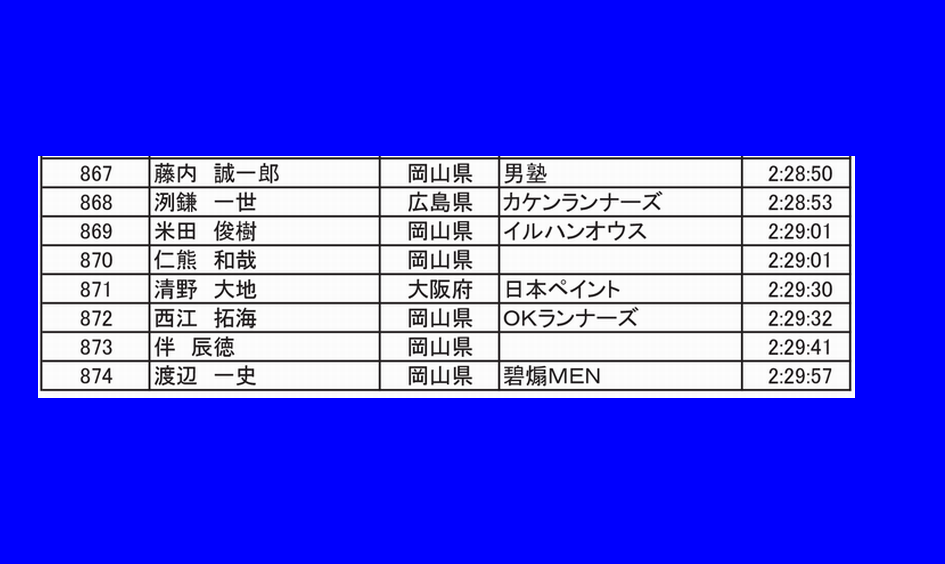 867 藤内 誠一郎 岡山県 男塾 2:28:50
868 洌鎌 一世 広島県 カケンランナーズ 2:28:53
869 米田 俊樹 岡山県 イルハンオウス 2:29:01
870 仁熊 和哉 岡山県 2:29:01
871 清野 大地 大阪府 日本ペイント 2:29:30
872 西江 拓海 岡山県 OKランナーズ 2:29:32
873 伴 辰徳 岡山県 2:29:41
874 渡辺 一史 岡山県 碧煽MEN 2:29:57